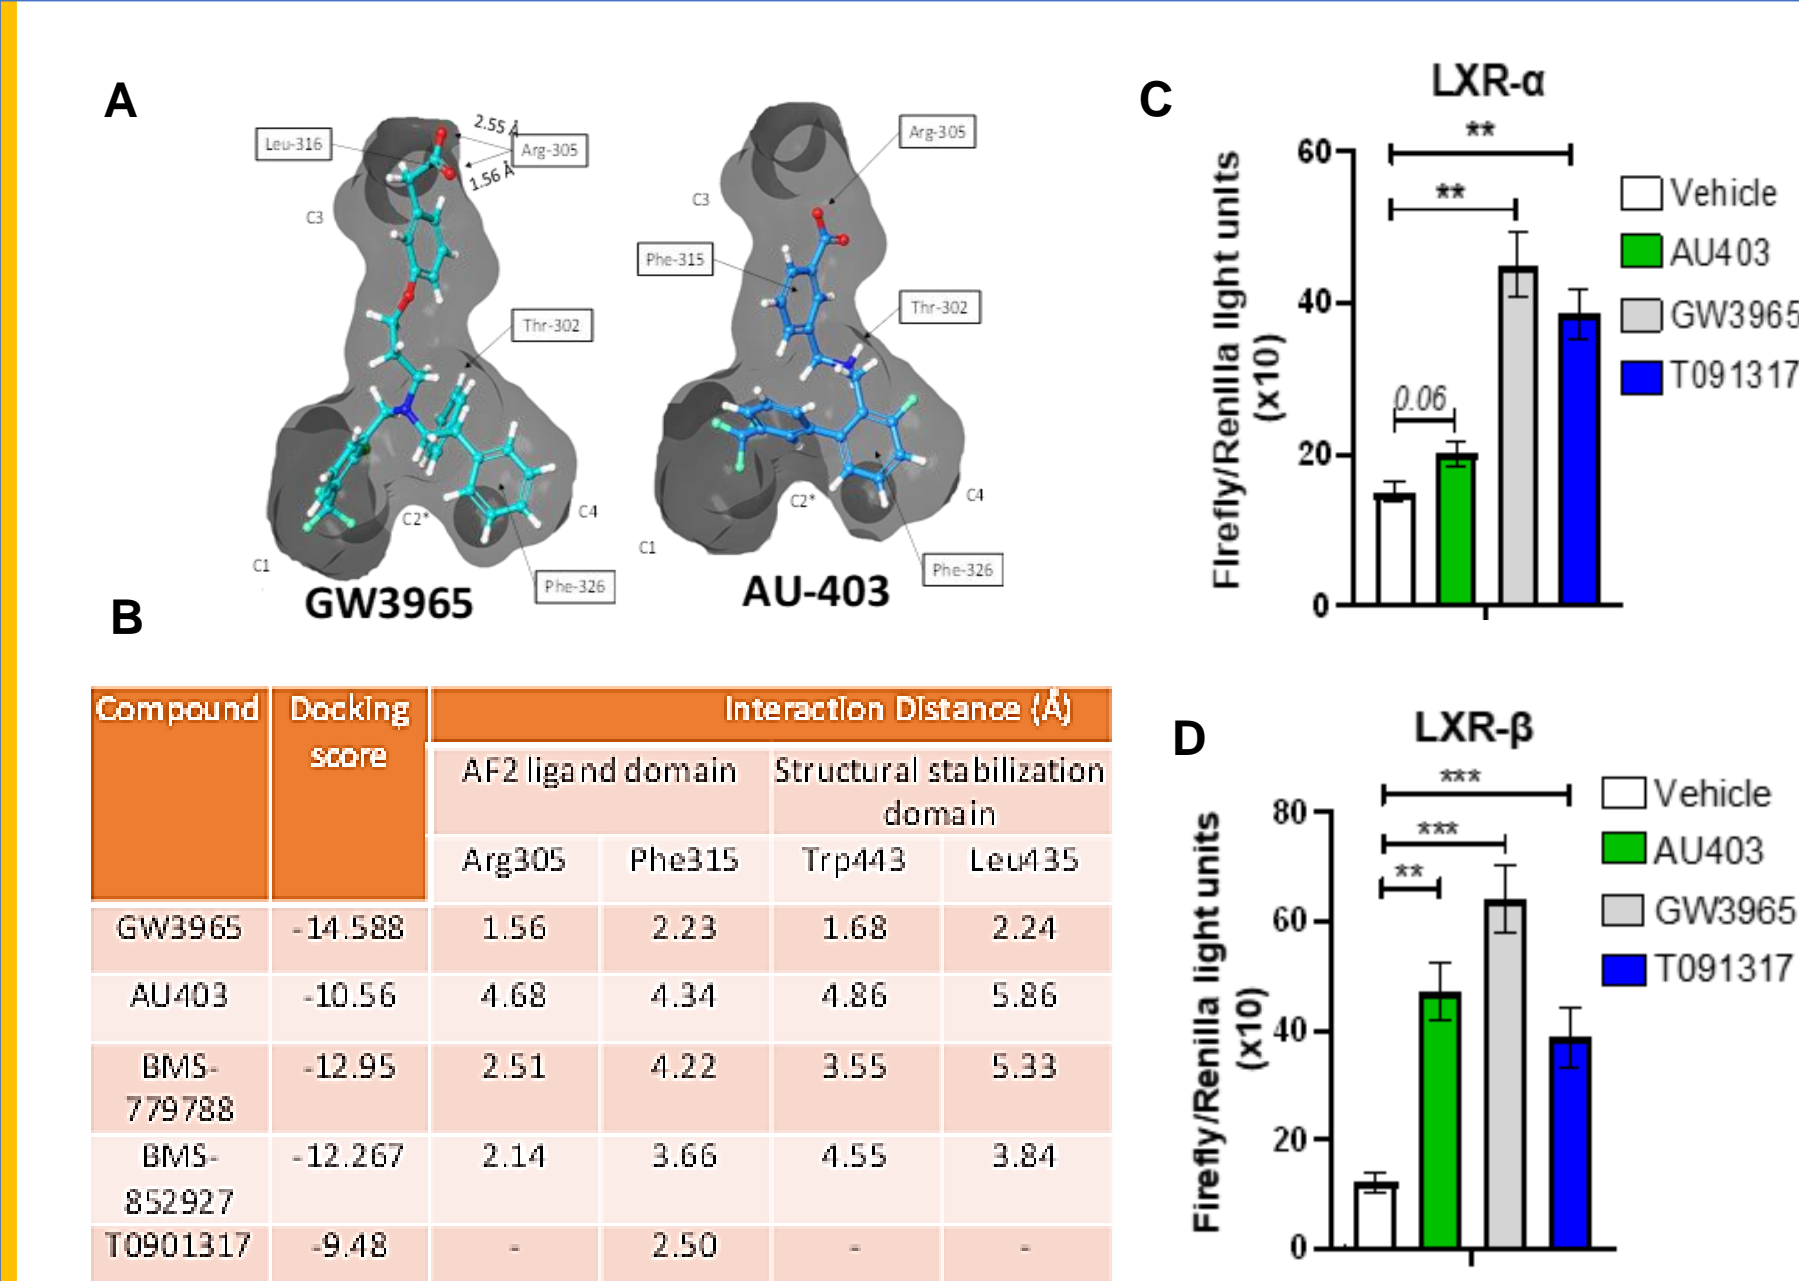 A
Leu-316
2.55 Å
1.56 Å
Arg-305
C3
Thr-302
C1
C2*
C4
Phe-326
GW3965
Arg-305
C3
Phe-315
Thr-302
C1
C2*
C4
Phe-326
AU-403
B
Compound
Docking
score
Interaction Distance (Å)
AF2 ligand domain
Structural stabilization
domain
Arg305 Phe315 Trp443 Leu435
GW3965 -14.588 1.56 2.23 1.68 2.24
AU403 -10.56 4.68 4.34 4.86 5.86
BMS- -12.95 2.51 4.22 3.55 5.33
779788
BMS- -12.267 2.14 3.66 4.55 3.84
852927
T0901317 -9.48 - 2.50 - -
C
LXR-α
Firefly/Renilla light units
(x10)
60
40
20
0
**
**
0.06
Vehicle
AU403
GW3965
T091317
D
LXR-β
Firefly/Renilla light units
(x10)
80
60
40
20
0
***
***
**
Vehicle
AU403
GW3965
T091317